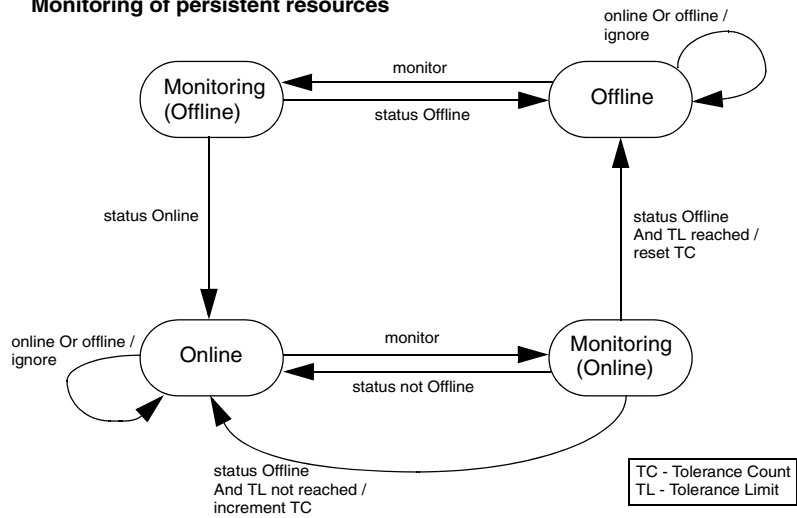 Monitoring of persistent resources
online Or offline /
ignore
Monitoring
(Offline)
monitor
status Offline
Offline
status Online
status Offline
And TL reached /
reset TC
online Or offline /
ignore
Online
monitor
status not Offline
Monitoring
(Online)
status Offline
And TL not reached /
increment TC
TC - Tolerance Count
TL - Tolerance Limit